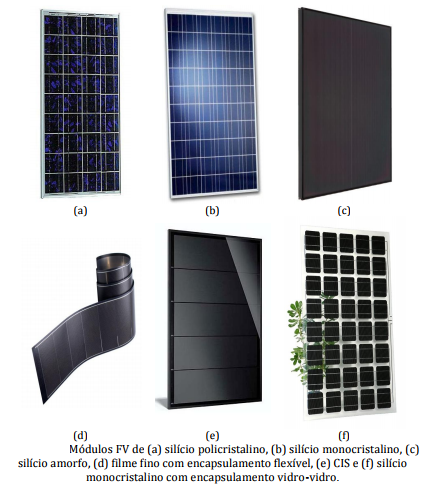 (a) (b) (c)
(d) (e) (f)
Módulos FV de (a) silício policristalino, (b) silício monocristalino, (c)
silício amorfo, (d) filme fino com encapsulamento flexível, (e) CIS e (f) silício
monocristalino com encapsulamento vidro-vidro.